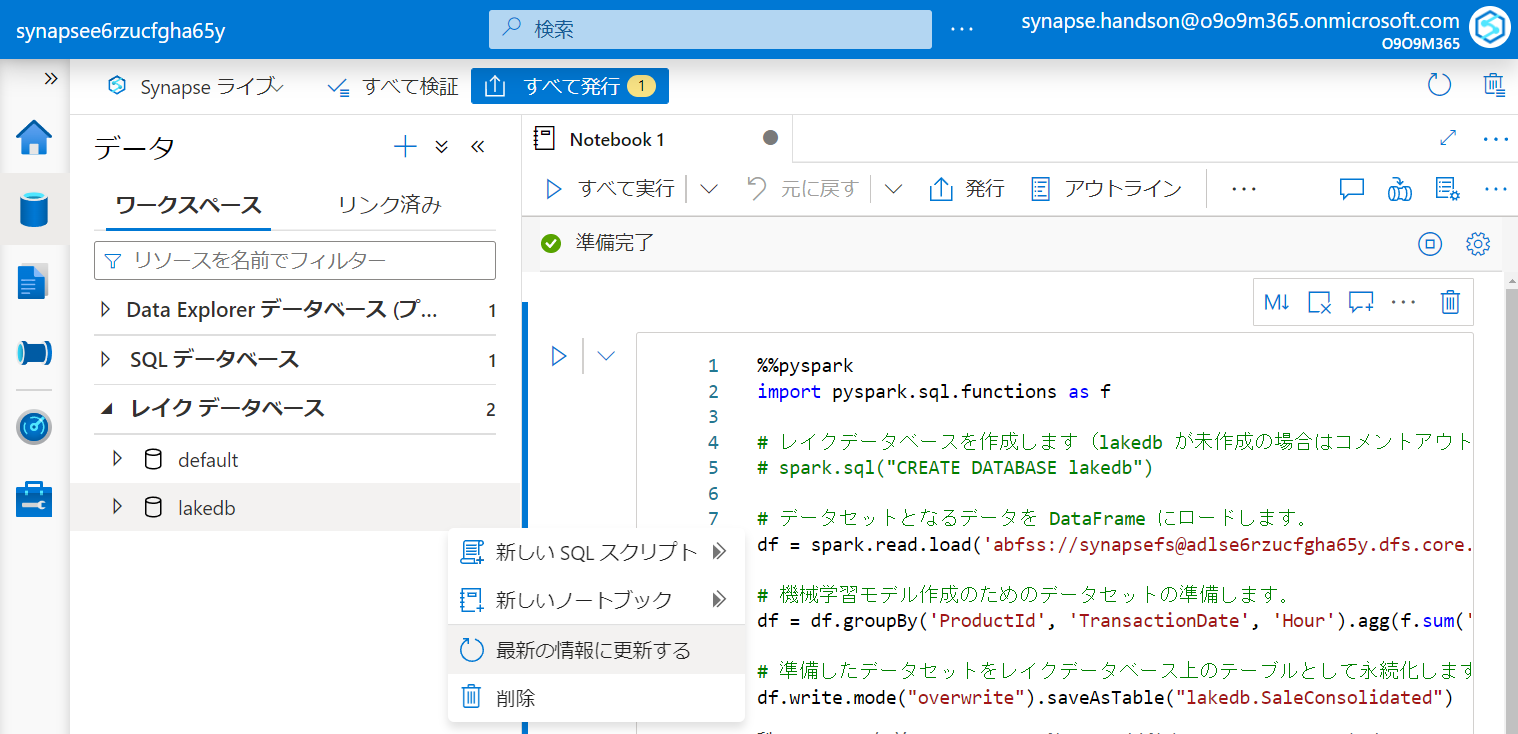 synapsee6rzucfgha65y
検索
synapse.handson@o9o9m365.onmicrosoft.com
O9O9M365
Synapse ライブ
すべて検証
すべて発行 1
データ
ワークスペース
リンク済み
リソースを名前でフィルター
Data Explorer データベース (プ... 1
SQL データベース 1
レイク データベース 2
default
lakedb
新しい SQL スクリプト
新しいノートブック
最新の情報に更新する
削除
Notebook 1
すべて実行
元に戻す
発行
アウトライン
準備完了
M↓
1 %%pyspark
2 import pyspark.sql.functions as f
3
4 # レイクデータベースを作成します（lakedb が未作成の場合はコメントアウト
5 # spark.sql("CREATE DATABASE lakedb")
6
7 # データセットとなるデータを DataFrame にロードします。
df = spark.read.load('abfss://synapsefs@adlse6rzucfgha65y.dfs.core.
# 機械学習モデル作成のためのデータセットの準備します。
df = df.groupBy('ProductId', 'TransactionDate', 'Hour').agg(f.sum('
# 準備したデータセットをレイクデータベース上のテーブルとして永続化します
df.write.mode("overwrite").saveAsTable("lakedb.SaleConsolidated")